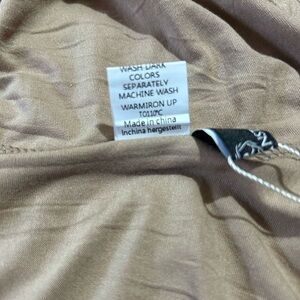 WASH DARK
COLORS
SEPARATELY
MACHINE WASH
WARMIRON UP
TO110℃
Made in china
Inchina hergestellt